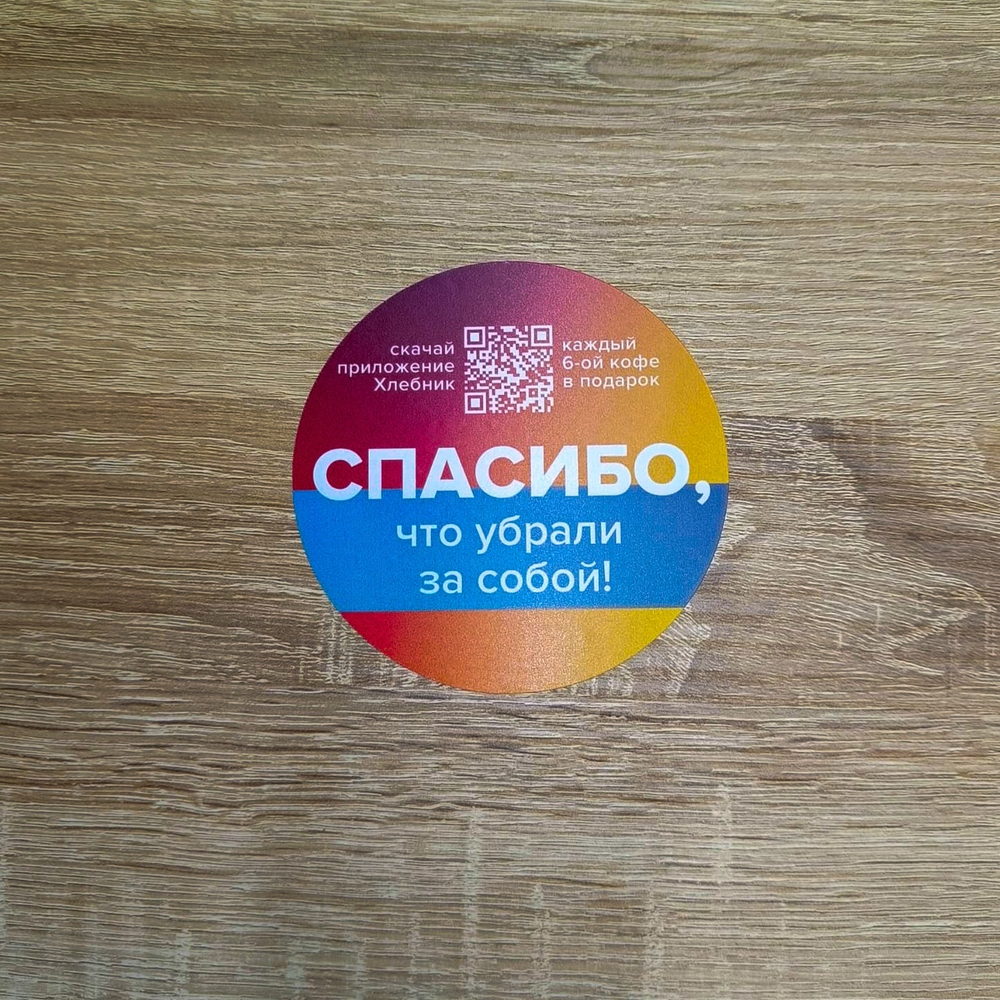 скачай
приложение
Хлебник
каждый
6-ой кофе
в подарок
СПАСИБО,
что убрали
за собой!